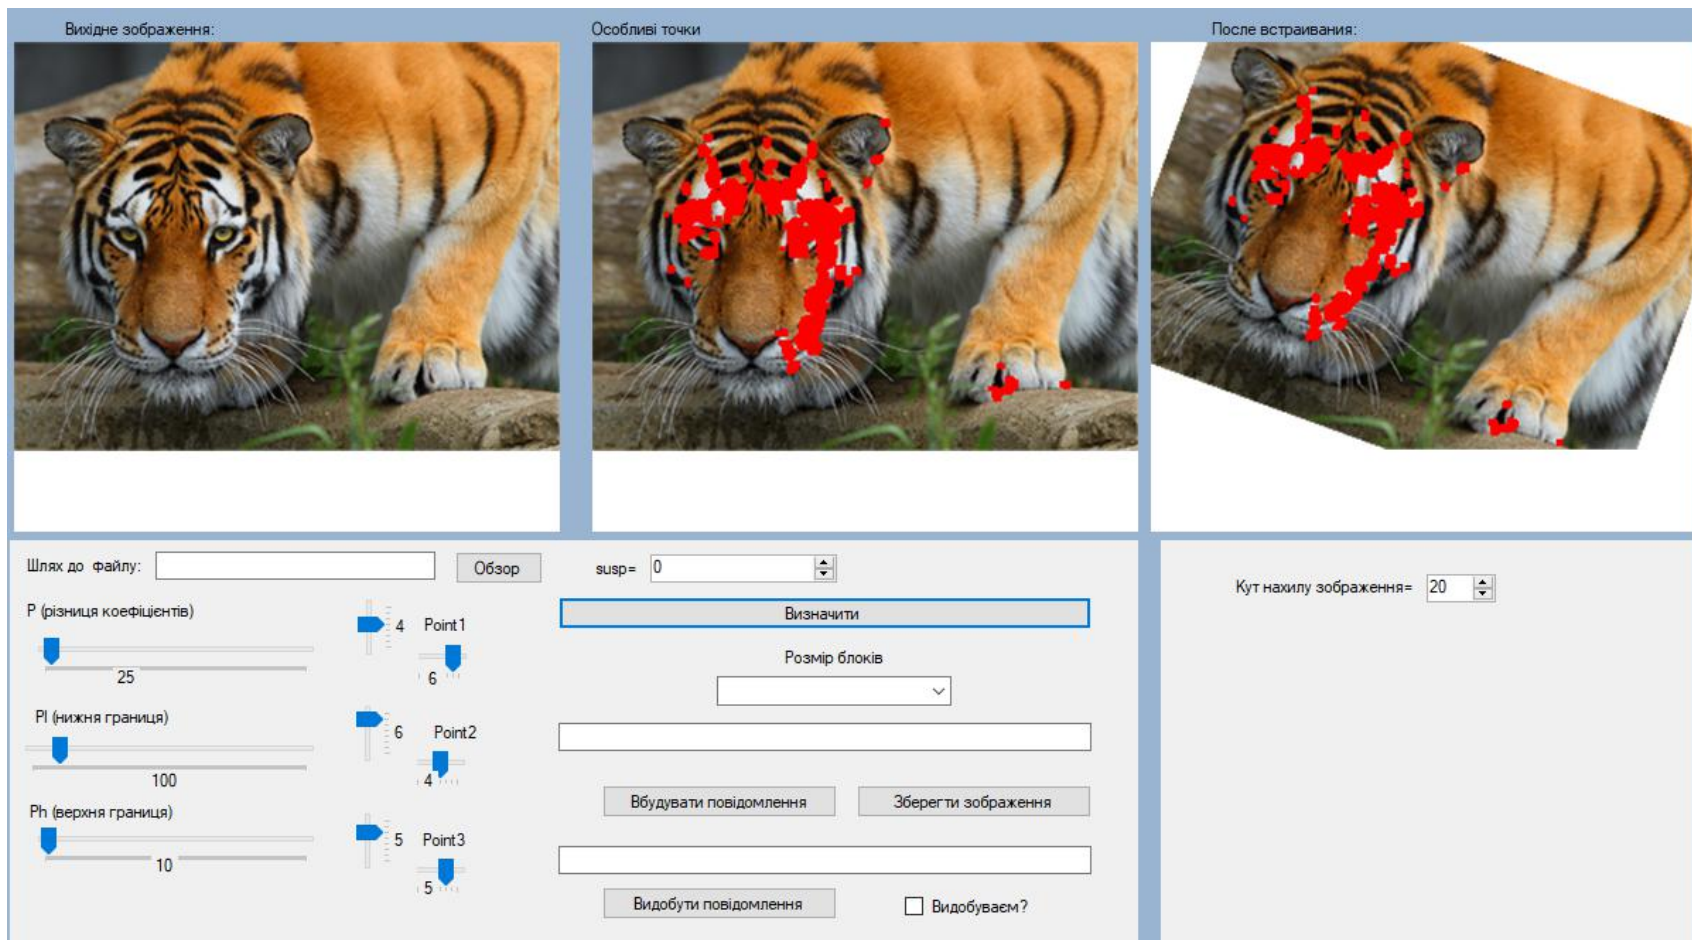 Вихідне зображення:
Особливі точки
После встраивания:
Шлях до файлу:
Обзор
susp= 0
Кут нахилу зображення= 20
P (різниця коефіцієнтів)
25
4 Point1
6
Визначити
Розмір блоків
Pl (нижня границя)
100
6 Point2
4
Вбудувати повідомлення
Зберегти зображення
Ph (верхня границя)
10
5 Point3
5
Видобути повідомлення
Видобуваєм?